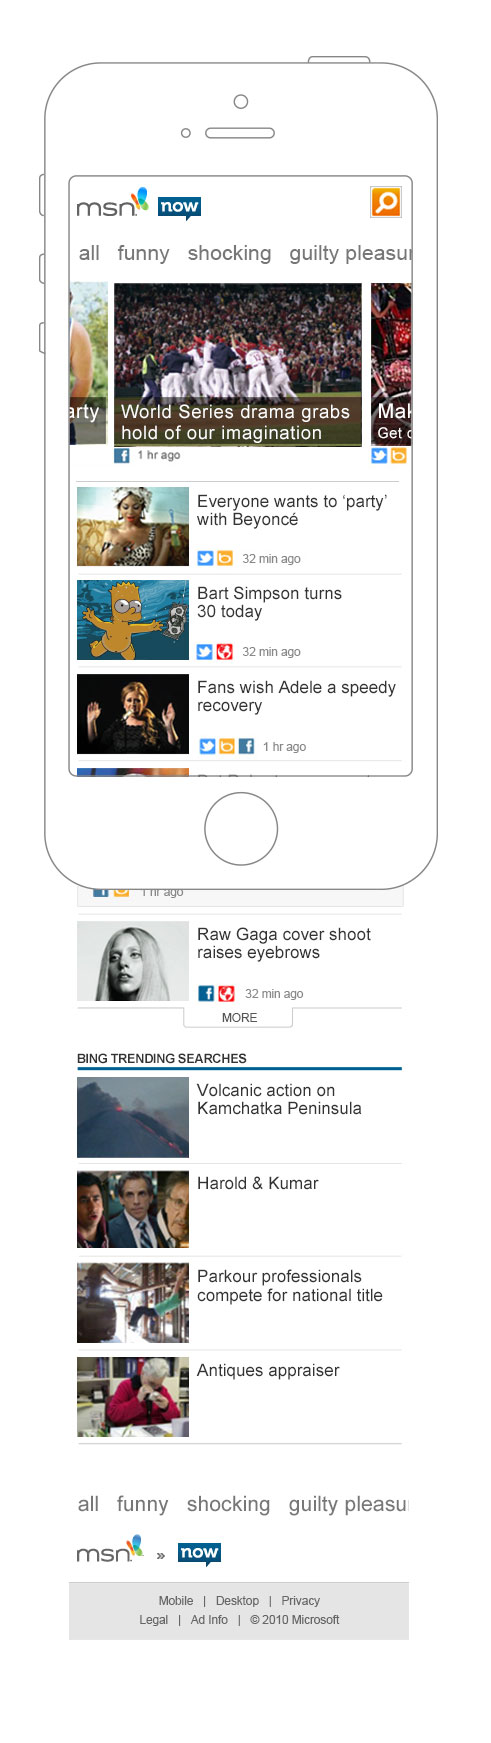 msn now
all funny shocking guilty pleasur
arty
World Series drama grabs
hold of our imagination
1 hr ago
Mak
Get
Everyone wants to ‘party’
with Beyoncé
32 min ago
Bart Simpson turns
30 today
32 min ago
Fans wish Adele a speedy
recovery
1 hr ago
1 hr ago
Raw Gaga cover shoot
raises eyebrows
32 min ago
MORE
BING TRENDING SEARCHES
Volcanic action on
Kamchatka Peninsula
Harold & Kumar
Parkour professionals
compete for national title
Antiques appraiser
all funny shocking guilty pleasu
msn » now
Mobile | Desktop | Privacy
Legal | Ad Info | © 2010 Microsoft